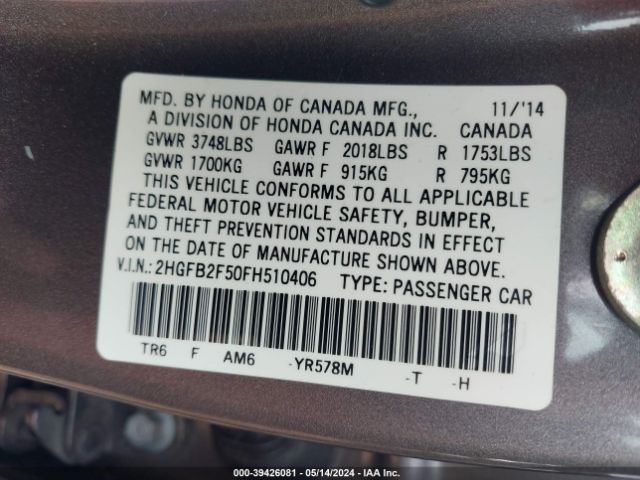 MFD. BY HONDA OF CANADA MFG., 11/'14
A DIVISION OF HONDA CANADA INC. CANADA
GVWR 3748LBS GAWR F 2018LBS R 1753LBS
GVWR 1700KG GAWR F 915KG R 795KG
THIS VEHICLE CONFORMS TO ALL APPLICABLE
FEDERAL MOTOR VEHICLE SAFETY, BUMPER,
AND THEFT PREVENTION STANDARDS IN EFFECT
ON THE DATE OF MANUFACTURE SHOWN ABOVE.
V.I.N.: 2HGFB2F50FH510406 TYPE: PASSENGER CAR
TR6 F AM6 -YR578M -T -H
000-39426081 - 05/14/2024 - IAA Inc.